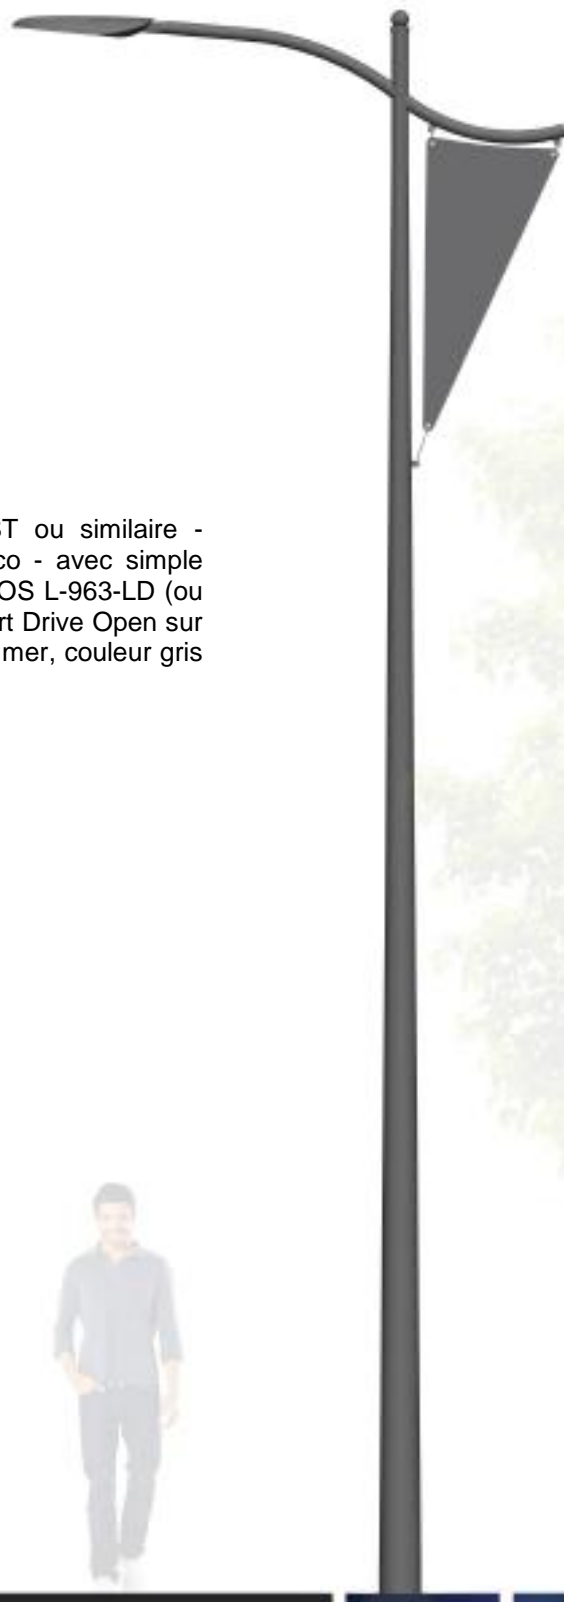 ST ou similaire -
co - avec simple
OS L-963-LD (ou
rt Drive Open sur
mer, couleur gris